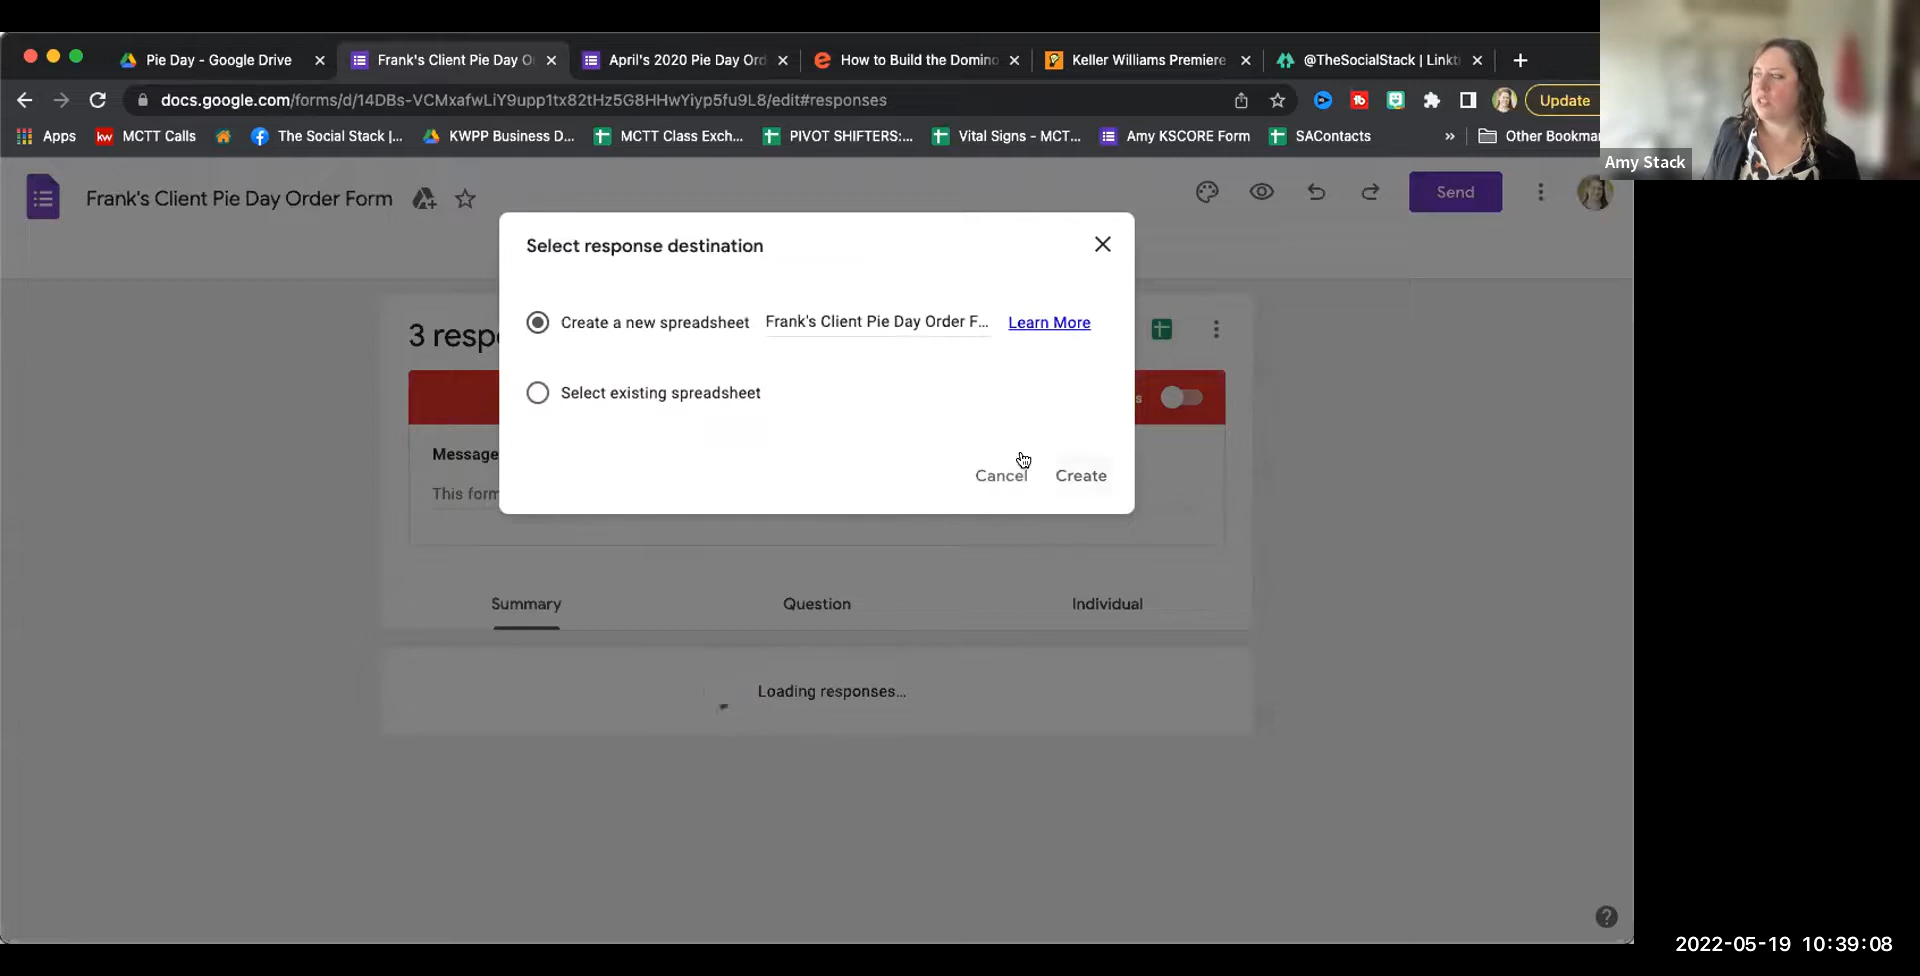 Pie Day - Google Drive
Frank's Client Pie Day O
April's 2020 Pie Day Ord
How to Build the Domino
Keller Williams Premiere
@TheSocialStack | Linkt
docs.google.com/forms/d/14DBs-VCMxafwLiY9upp1tx82tHz5G8HHwYiyp5fu9L8/edit#responses
Update
Apps
kw
MCTT Calls
The Social Stack |...
KWPP Business D...
MCTT Class Exch...
PIVOT SHIFTERS:...
Vital Signs - MCT...
Amy KSCORE Form
SAContacts
»
Other Bookmar
Amy Stack
Frank's Client Pie Day Order Form
Send
Select response destination
Create a new spreadsheet Frank's Client Pie Day Order F... Learn More
3 resp
Select existing spreadsheet
s
Message
Cancel Create
This form
Summary Question Individual
Loading responses...
2022-05-19 10:39:08